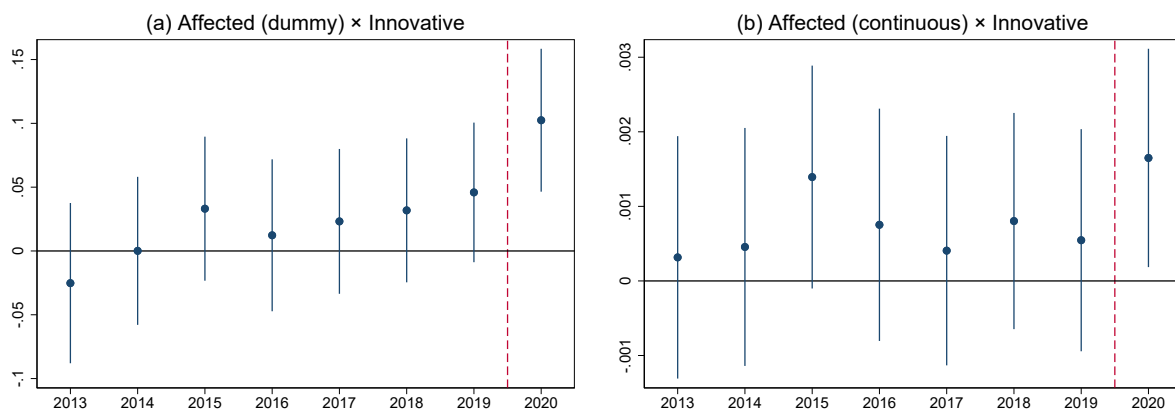 (a) Affected (dummy) × Innovative
.15
.1
.05
0
-.05
-.1
2013 2014 2015 2016 2017 2018 2019 2020
(b) Affected (continuous) × Innovative
.003
.002
.001
0
-.001
2013 2014 2015 2016 2017 2018 2019 2020